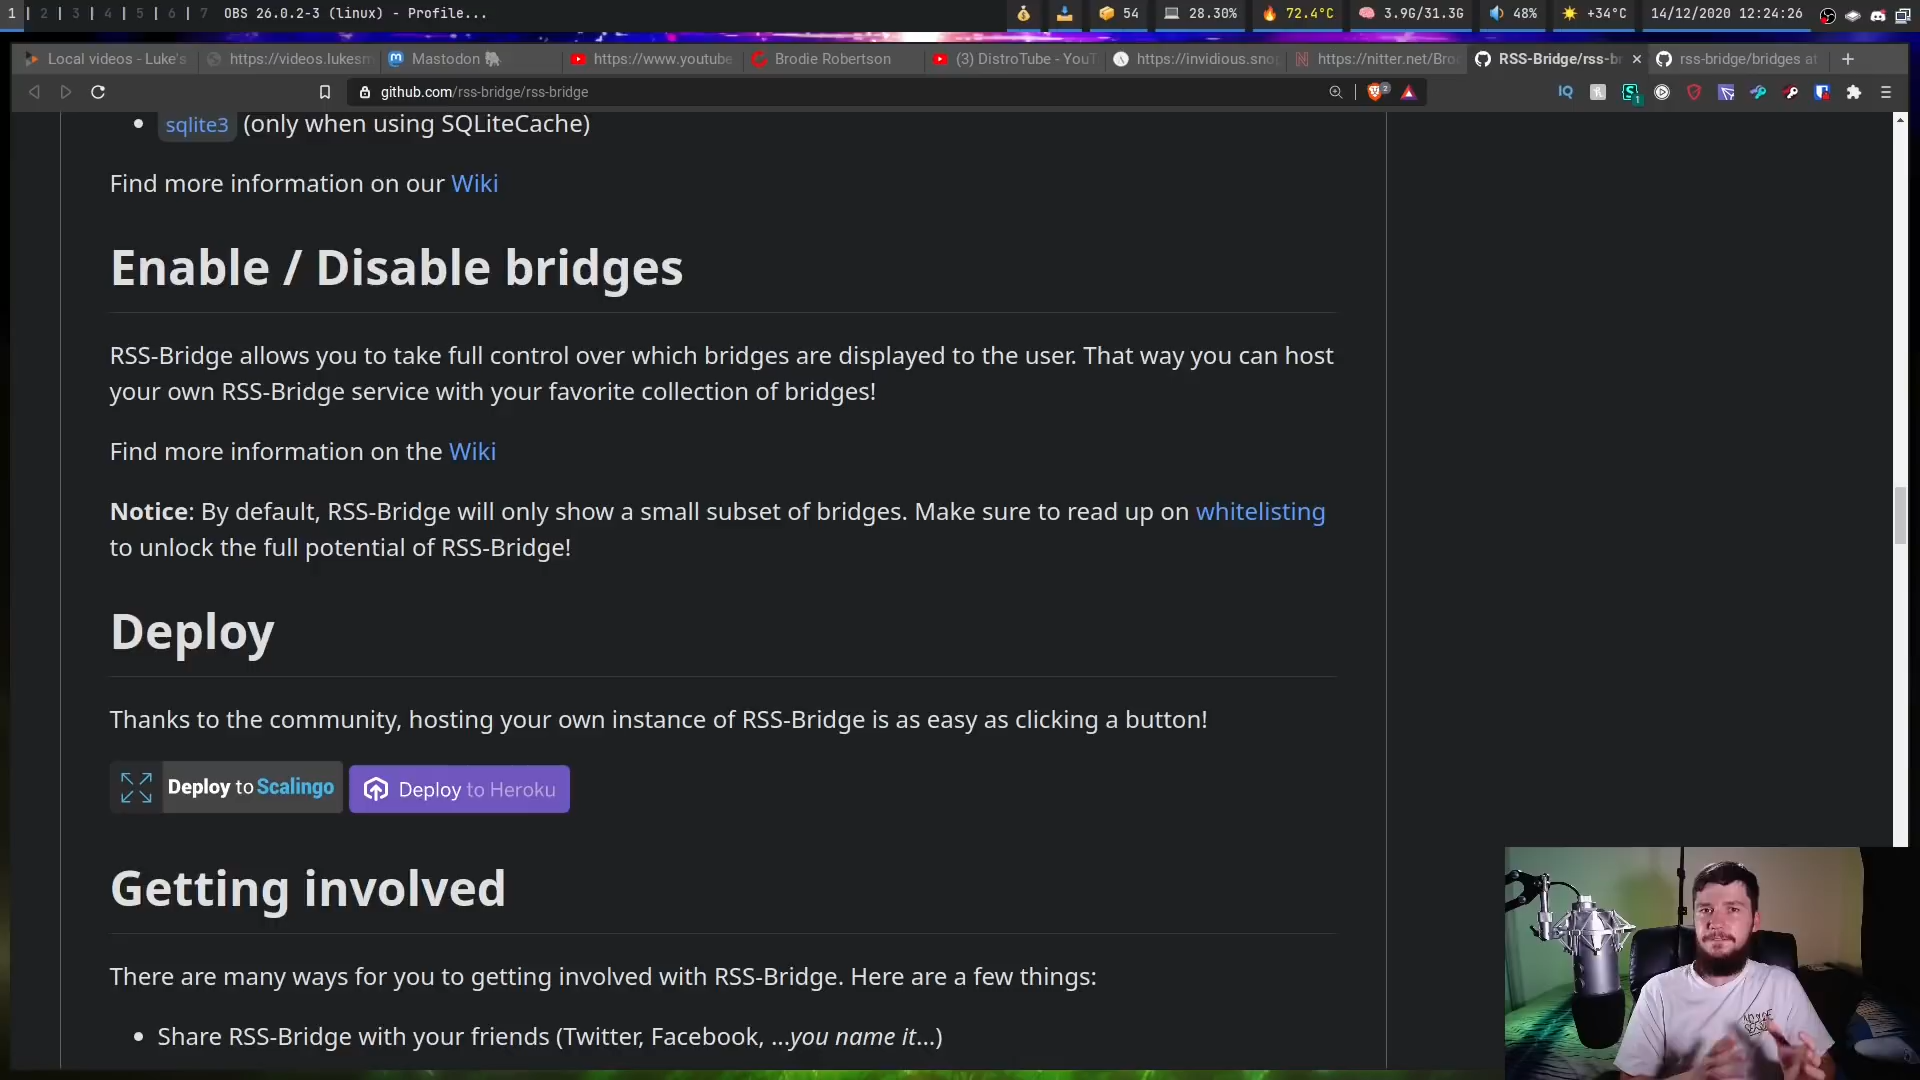 1 | 2 | 3 | 4 | 5 | 6 | 7 OBS 26.0.2-3 (linux) - Profile... 54 28.30% 72.4°C 3.9G/31.3G 48% +34°C 14/12/2020 12:24:26
Local videos - Luke's https://videos.lukesm Mastodon https://www.youtube Brodie Robertson (3) DistroTube - YouT https://invidious.sno https://nitter.net/Bro RSS-Bridge/rss-br rss-bridge/bridges at
github.com/rss-bridge/rss-bridge
sqlite3 (only when using SQLiteCache)
Find more information on our Wiki
Enable / Disable bridges
RSS-Bridge allows you to take full control over which bridges are displayed to the user. That way you can host
your own RSS-Bridge service with your favorite collection of bridges!
Find more information on the Wiki
Notice: By default, RSS-Bridge will only show a small subset of bridges. Make sure to read up on whitelisting
to unlock the full potential of RSS-Bridge!
Deploy
Thanks to the community, hosting your own instance of RSS-Bridge is as easy as clicking a button!
Deploy to Scalingo Deploy to Heroku
Getting involved
There are many ways for you to getting involved with RSS-Bridge. Here are a few things:
Share RSS-Bridge with your friends (Twitter, Facebook, ...you name it...)